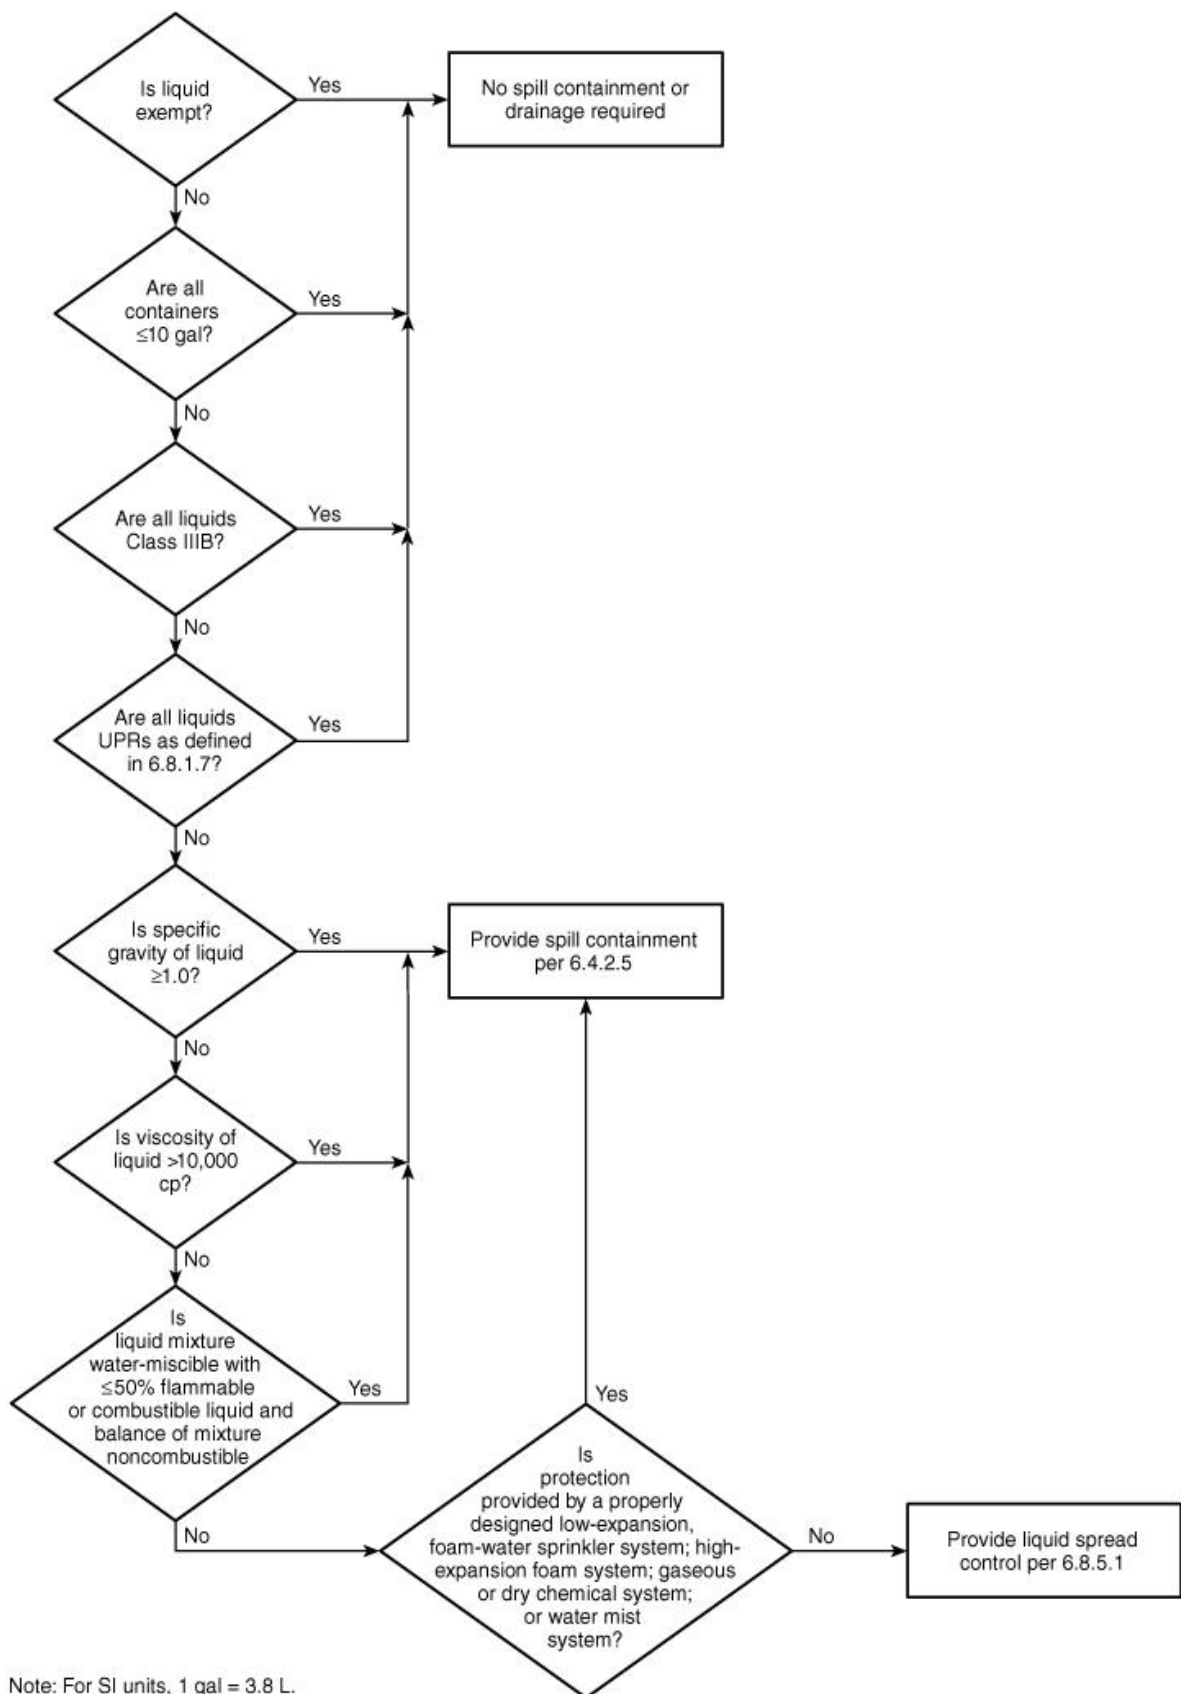 Is liquid
exempt?
Yes
No spill containment or
drainage required
No
Are all
containers
≤10 gal?
Yes
No
Are all liquids
Class IIIB?
Yes
No
Are all liquids
UPRs as defined
in 6.8.1.7?
Yes
No
Is specific
gravity of liquid
≥1.0?
Yes
Provide spill containment
per 6.4.2.5
No
Is viscosity of
liquid >10,000
cp?
Yes
No
Is
liquid mixture
water-miscible with
≤50% flammable
or combustible liquid and
balance of mixture
noncombustible
Yes
No
Yes
Is
protection
provided by a properly
designed low-expansion,
foam-water sprinkler system; high-
expansion foam system; gaseous
or dry chemical system;
or water mist
system?
No
Provide liquid spread
control per 6.8.5.1
Note: For SI units, 1 gal = 3.8 L.